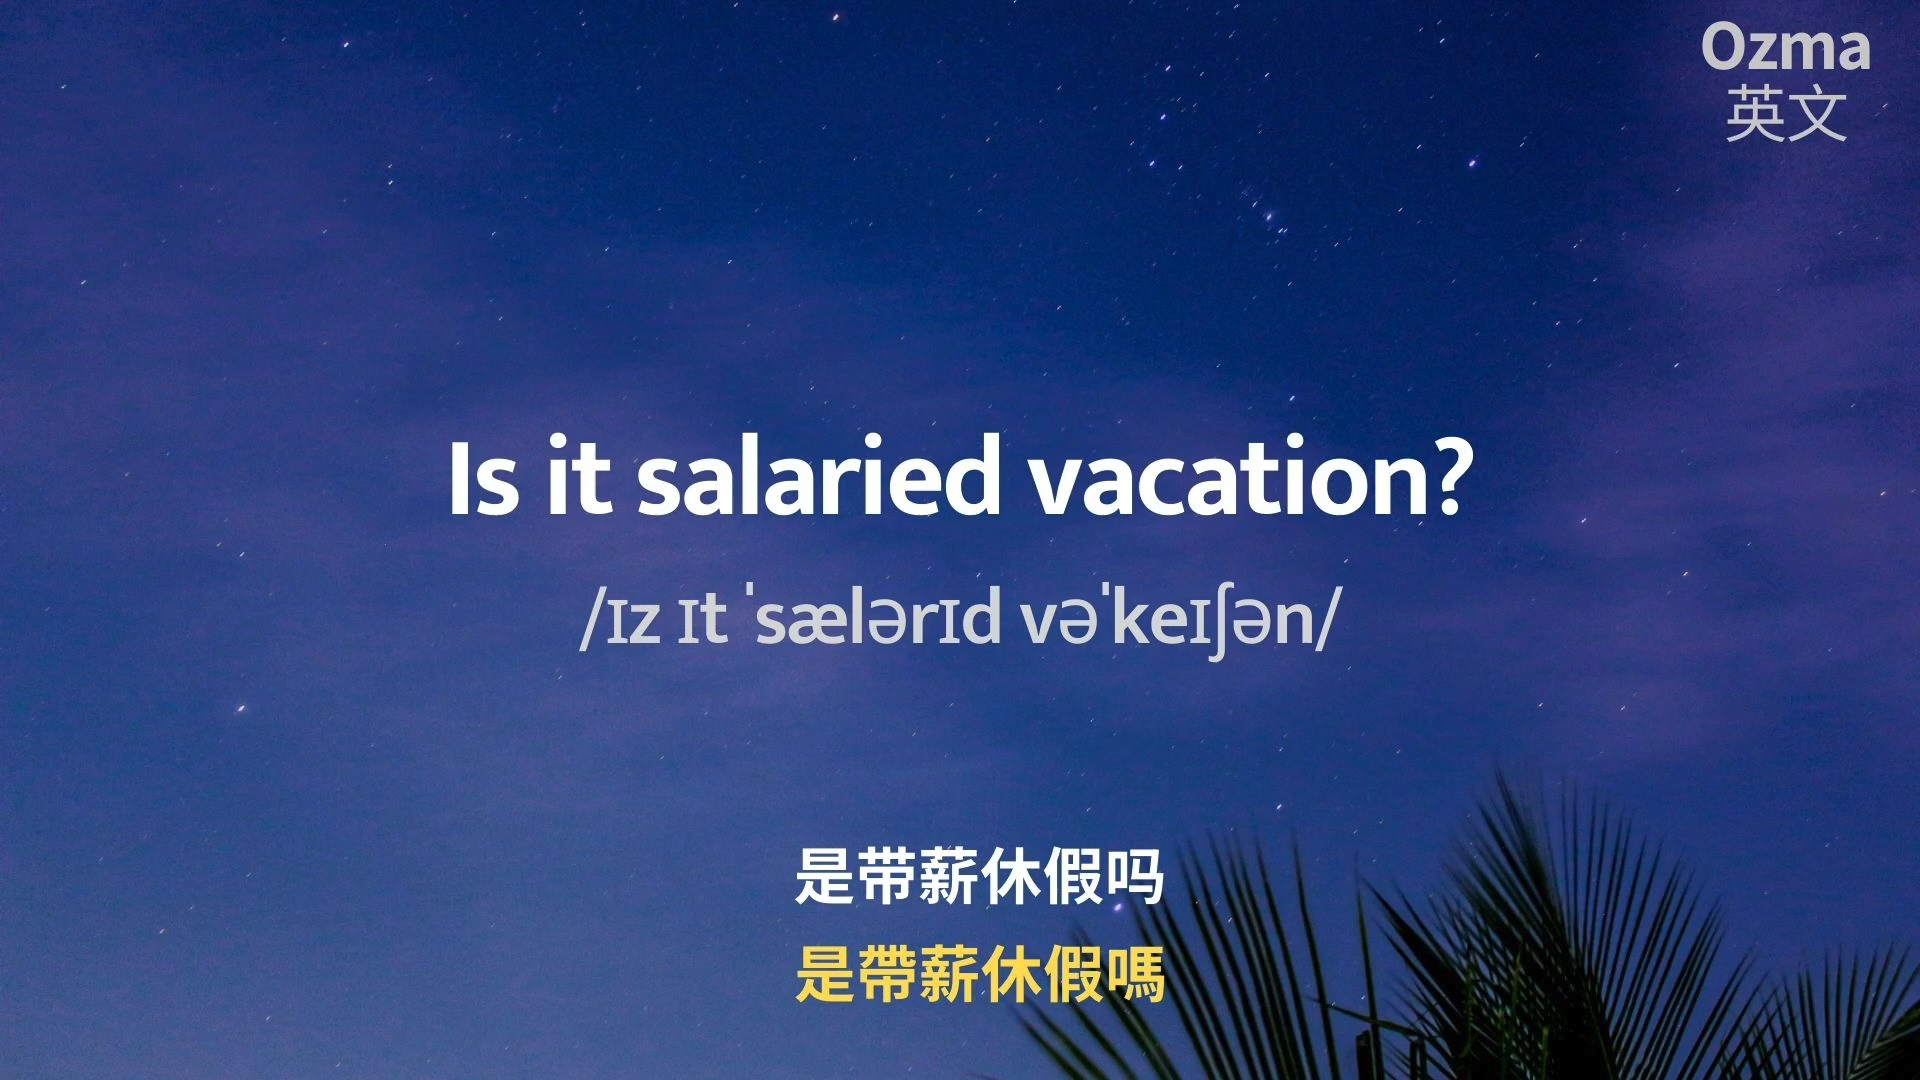 Ozma
英文
Is it salaried vacation?
/ɪz ɪt ˈsælərɪd vəˈkeɪʃən/
是带薪休假吗
是帶薪休假嗎